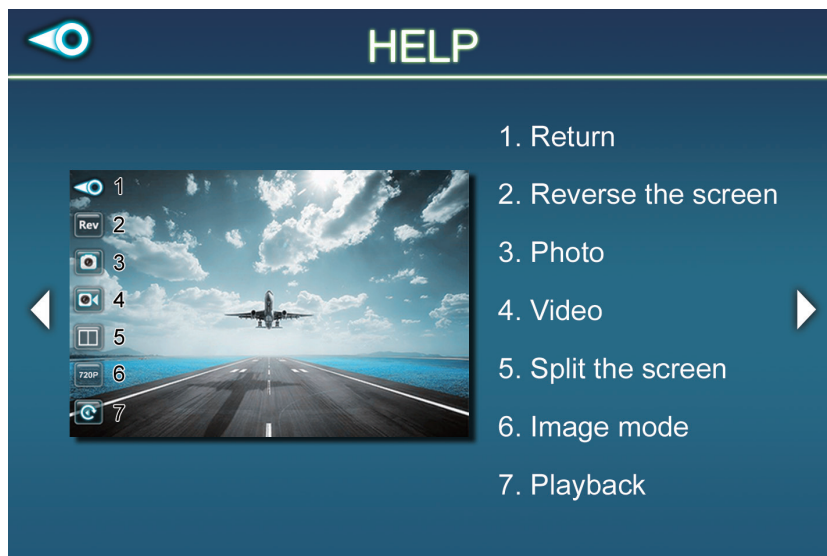 HELP
1
Rev 2
3
4
5
720P 6
7
1. Return
2. Reverse the screen
3. Photo
4. Video
5. Split the screen
6. Image mode
7. Playback